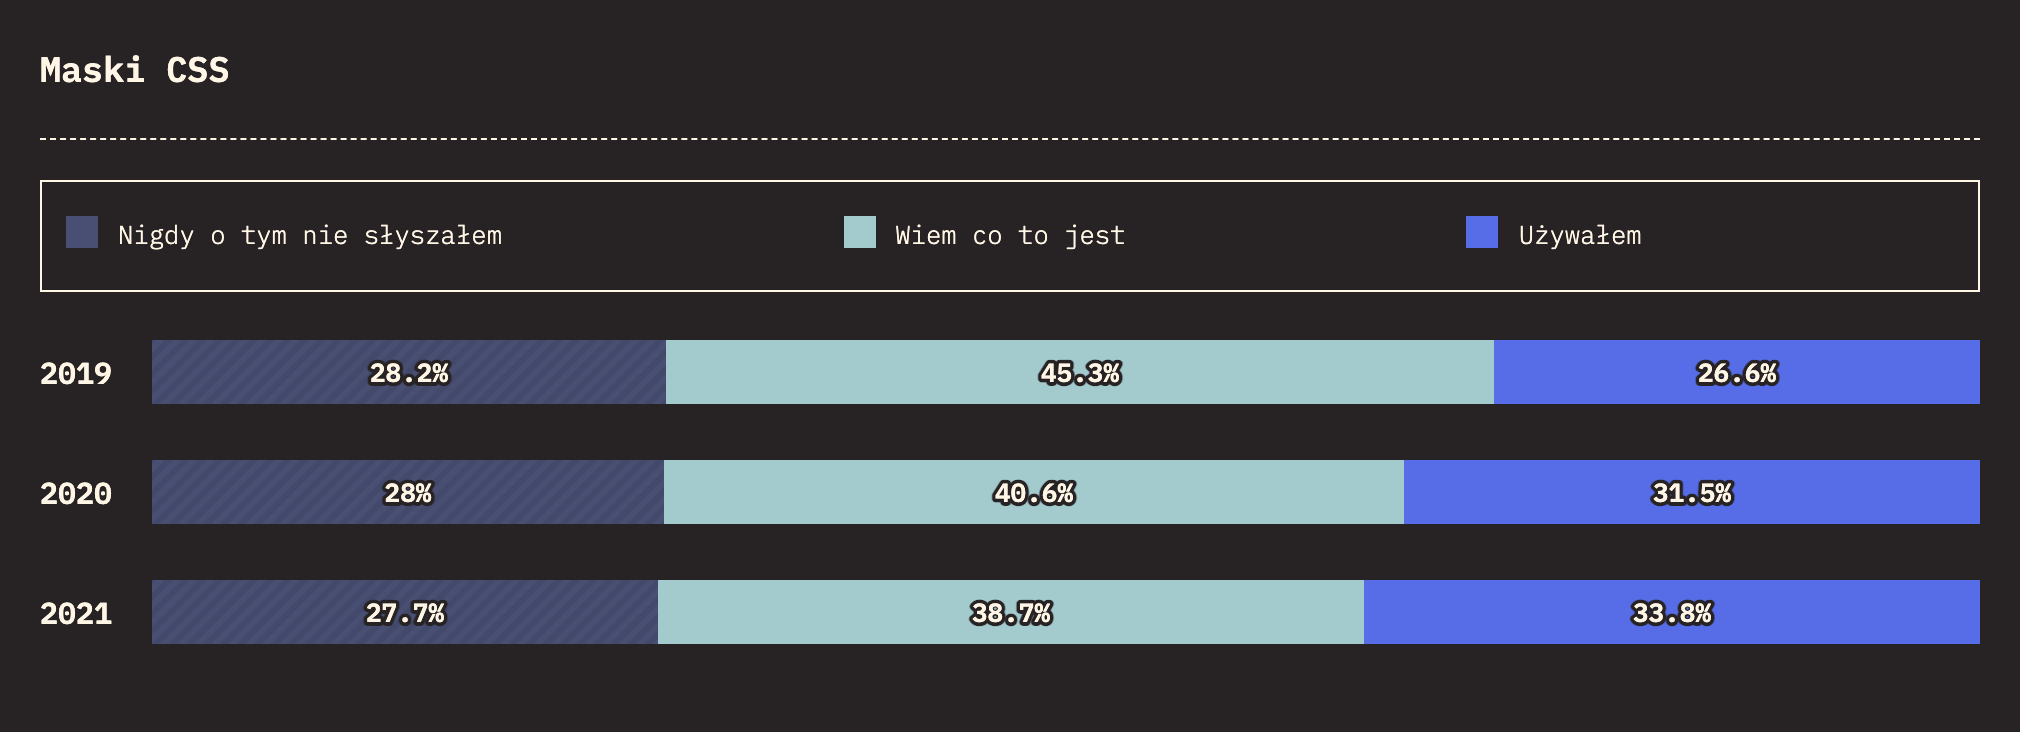 Maski CSS
Nigdy o tym nie słyszałem Wiem co to jest Używałem
2019 28.2% 45.3% 26.6%
2020 28% 40.6% 31.5%
2021 27.7% 38.7% 33.8%